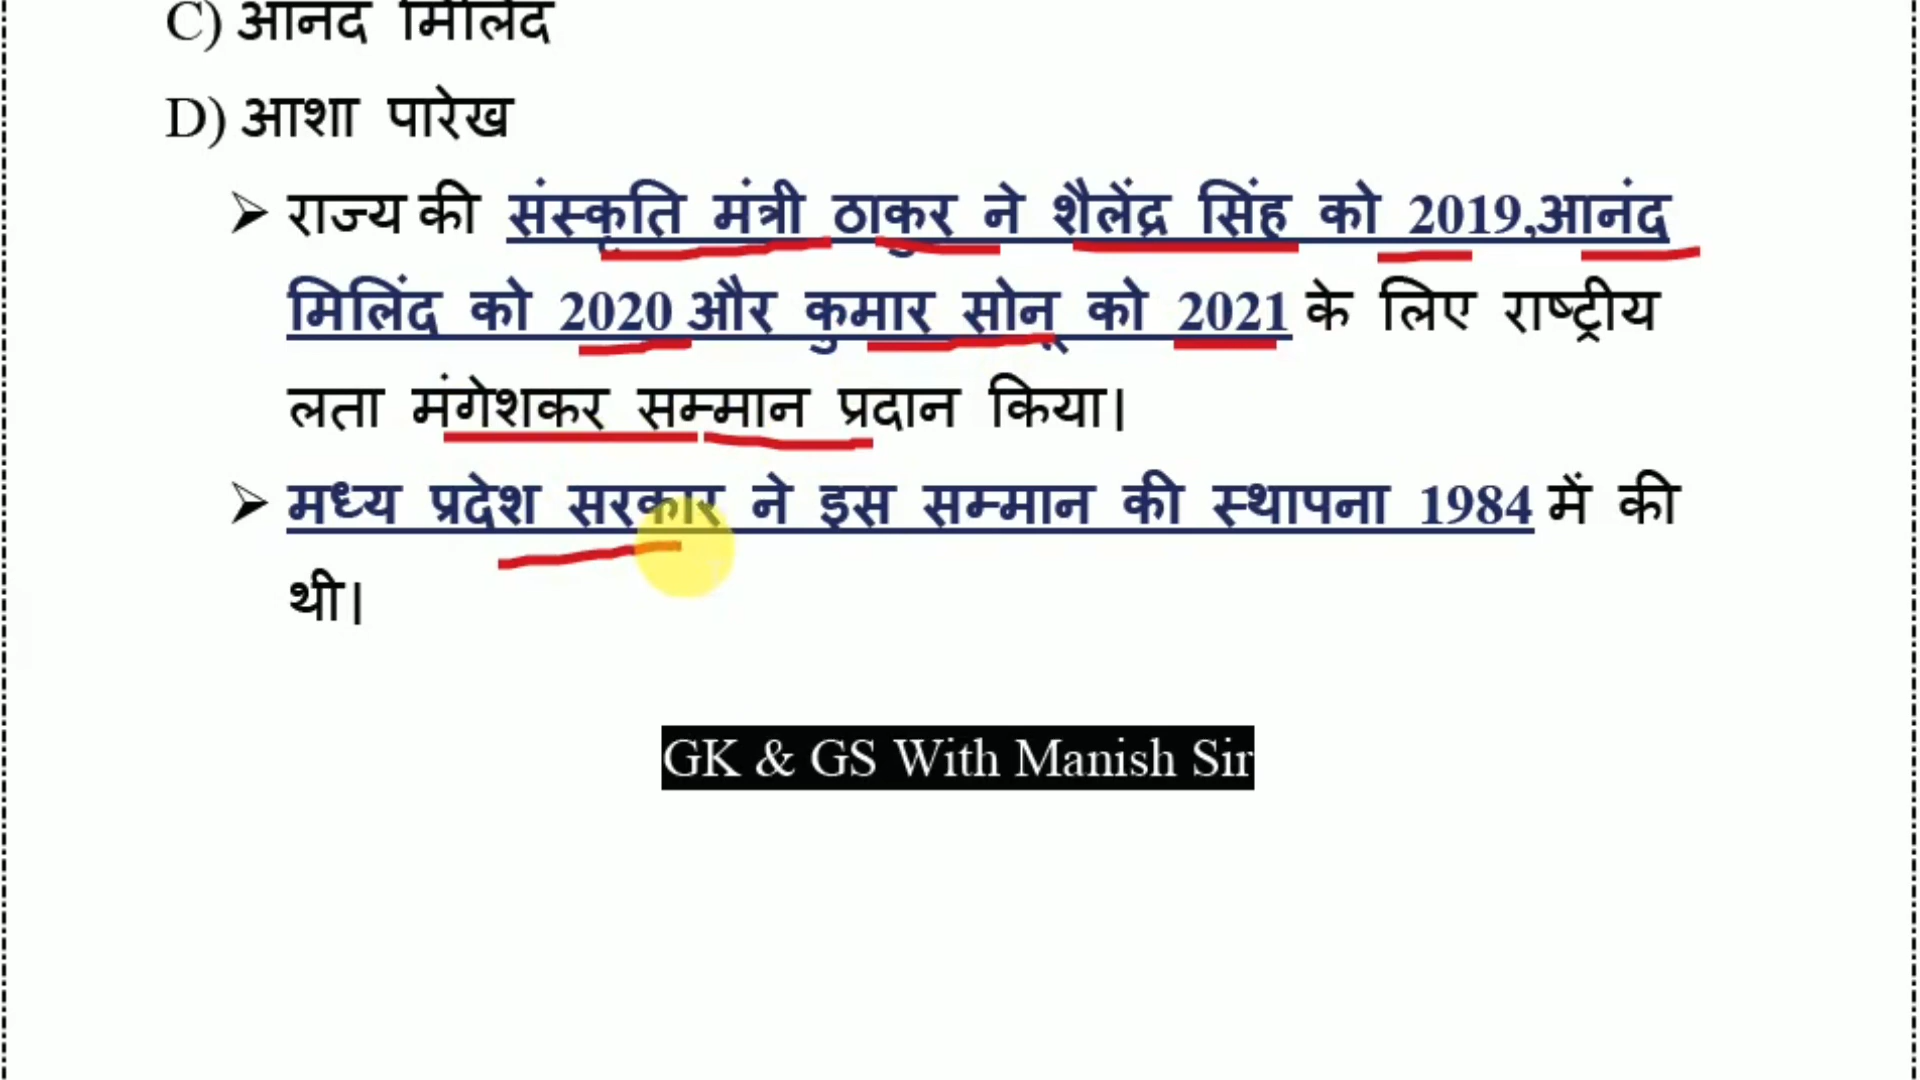 C) आनंद मिलिंद
D) आशा पारेख
➢ राज्य की संस्कृति मंत्री ठाकुर ने शैलेंद्र सिंह को 2019,आनंद
मिलिंद को 2020 और कुमार सोनू को 2021 के लिए राष्ट्रीय
लता मंगेशकर सम्मान प्रदान किया।
➢ मध्य प्रदेश सरकार ने इस सम्मान की स्थापना 1984 में की
थी।
GK & GS With Manish Sir